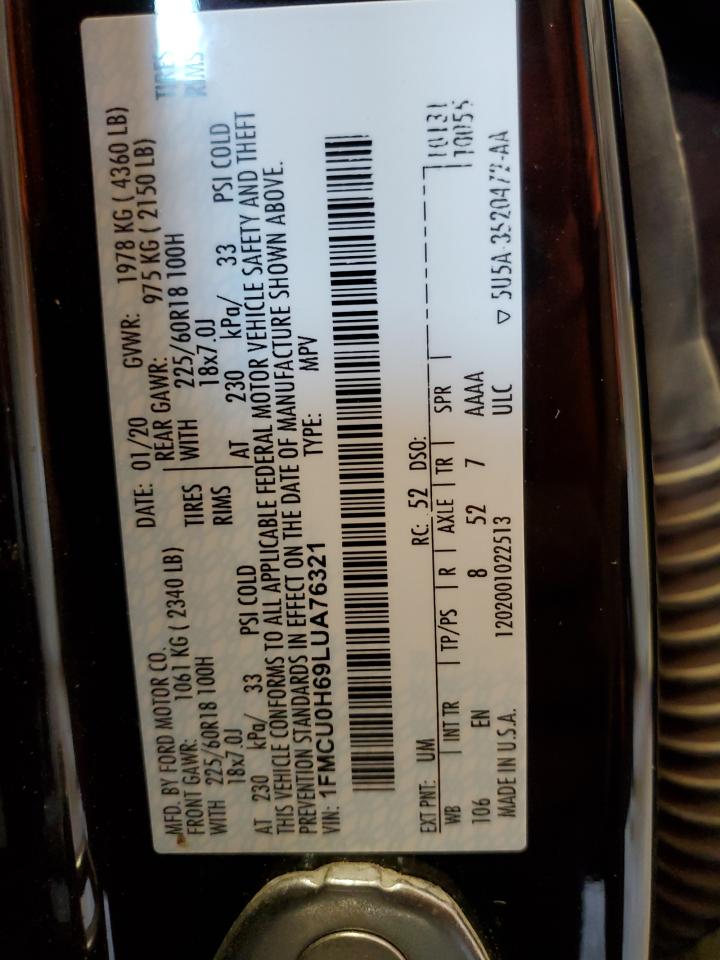 MFD. BY FORD MOTOR CO. DATE: 01/20 GVWR: 1978 KG ( 4360 LB)
FRONT GAWR: 1061 KG ( 2340 LB) REAR GAWR: 975 KG ( 2150 LB)
WITH 225/60R18 100H TIRES WITH 225/60R18 100H TIRES
18x7.0J RIMS 18x7.0J RIMS
AT 230 kPa/ 33 PSI COLD AT 230 kPa/ 33 PSI COLD
THIS VEHICLE CONFORMS TO ALL APPLICABLE FEDERAL MOTOR VEHICLE SAFETY AND THEFT
PREVENTION STANDARDS IN EFFECT ON THE DATE OF MANUFACTURE SHOWN ABOVE.
VIN: 1FMCU0H69LUA76321 TYPE: MPV
EXT PNT: UM RC: 52 DSO:
WB INT TR TP/PS R AXLE TR SPR 10131
10055
106 EN 8 52 7 AAAA
MADE IN U.S.A. 1202001022513 ULC 5U5A-3520472-AA